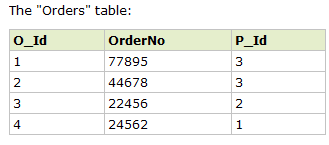 The "Orders" table:
O_Id OrderNo P_Id
1 77895 3
2 44678 3
3 22456 2
4 24562 1